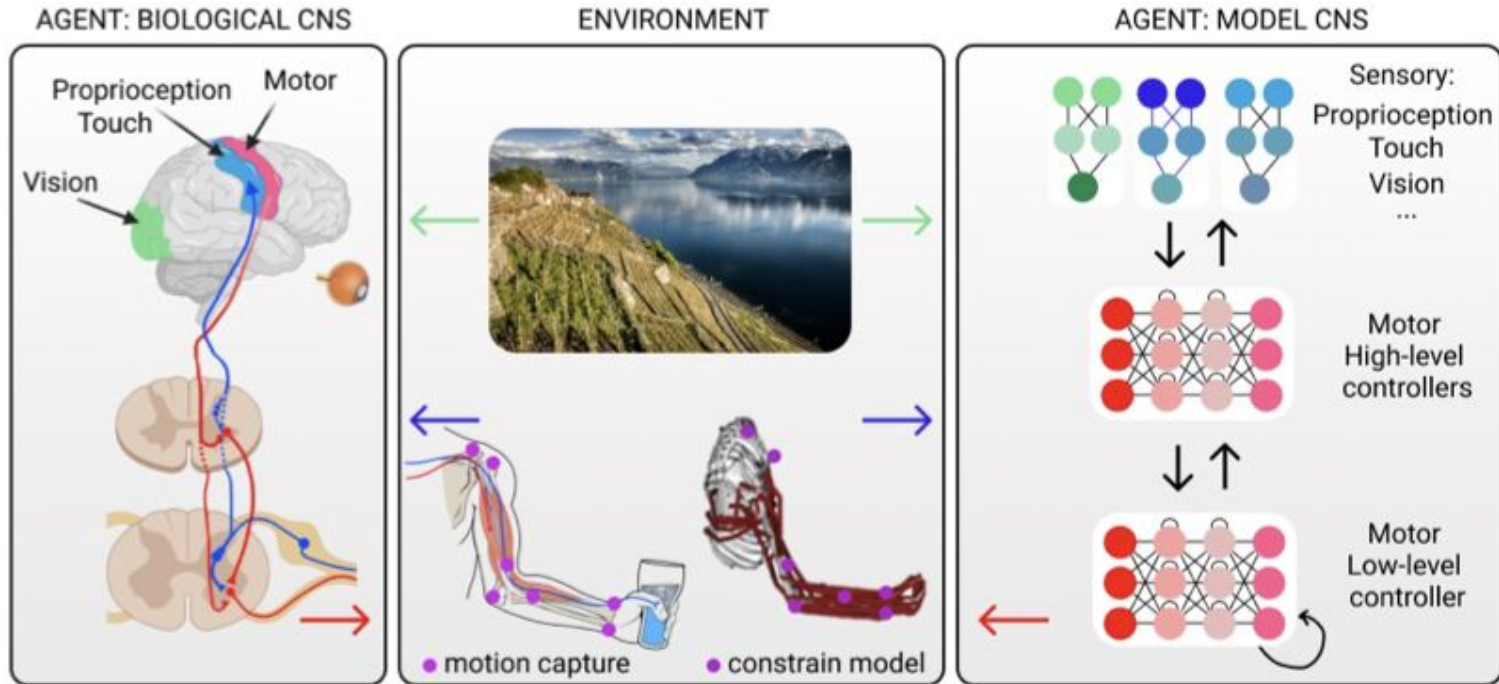 AGENT: BIOLOGICAL CNS
Proprioception
Touch
Motor
Vision
ENVIRONMENT
motion capture
constrain model
AGENT: MODEL CNS
Sensory:
Proprioception
Touch
Vision
...
Motor
High-level
controllers
Motor
Low-level
controller